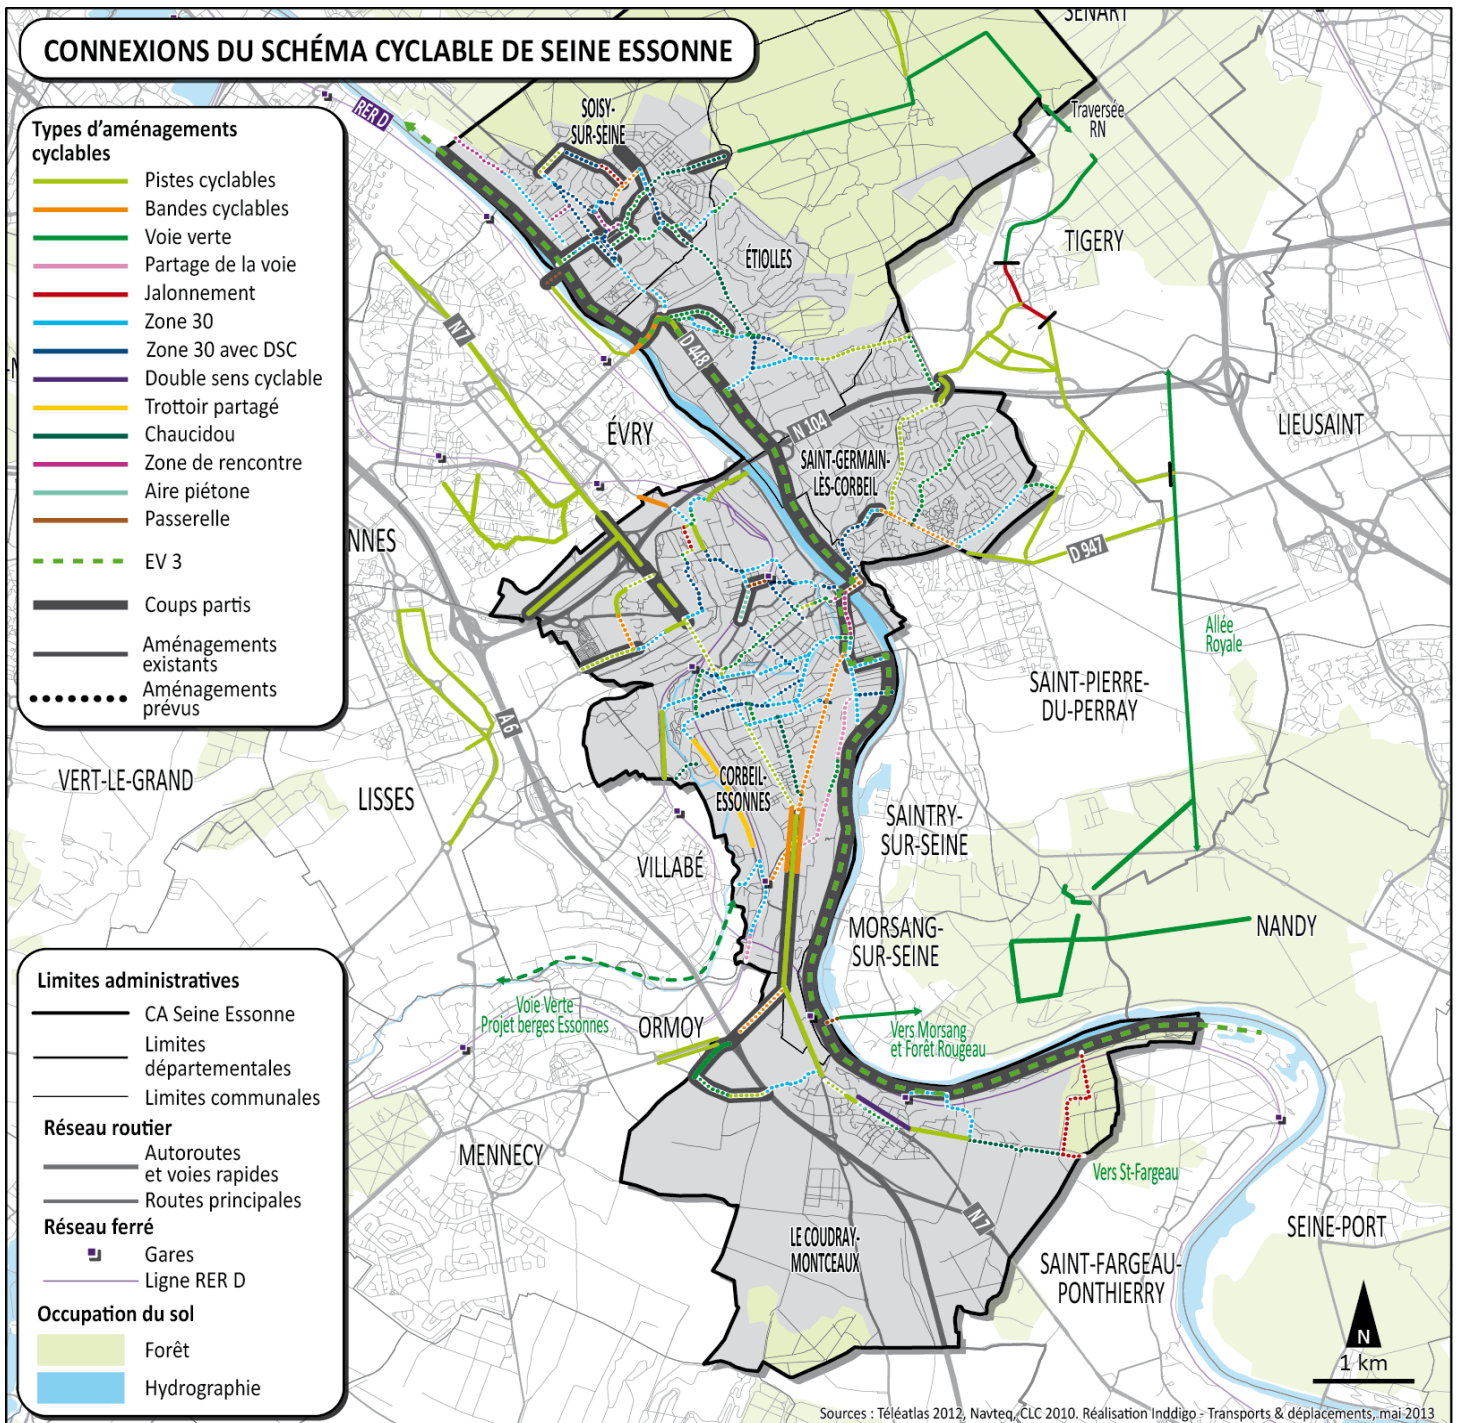 CONNEXIONS DU SCHÉMA CYCLABLE DE SEINE ESSONNE
Types d'aménagements
cyclables
Pistes cyclables
Bandes cyclables
Voie verte
Partage de la voie
Jalonnement
Zone 30
Zone 30 avec DSC
Double sens cyclable
Trottoir partagé
Chaucidou
Zone de rencontre
Aire piétone
Passerelle
EV 3
Coups partis
Aménagements
existants
Aménagements
prévus
Limites administratives
CA Seine Essonne
Limites
départementales
Limites communales
Réseau routier
Autoroutes
et voies rapides
Routes principales
Réseau ferré
Gares
Ligne RER D
Occupation du sol
Forêt
Hydrographie
SÉNART
RER D
SOISY-
SUR-SEINE
Traversée
RN
TIGERY
ÉTIOLLES
N7
D 448
ÉVRY
N 104
LIEUSAINT
SAINT-GERMAIN-
LÈS-CORBEIL
NNES
D 947
Allée
Royale
SAINT-PIERRE-
DU-PERRAY
A 6
VERT-LE-GRAND
LISSES
CORBEIL-
ESSONNES
SAINTRY-
SUR-SEINE
VILLABÉ
MORSANG-
SUR-SEINE
NANDY
Voie Verte
Projet berges Essonnes
ORMOY
Vers Morsang
et Forêt Rougeau
MENNECY
Vers St-Fargeau
N7
LE COUDRAY-
MONTCEAUX
SEINE-PORT
SAINT-FARGEAU-
PONTHIERRY
N
1 km
Sources : Téléatlas 2012, Navteq, CLC 2010. Réalisation Inddigo - Transports & déplacements, mai 2013